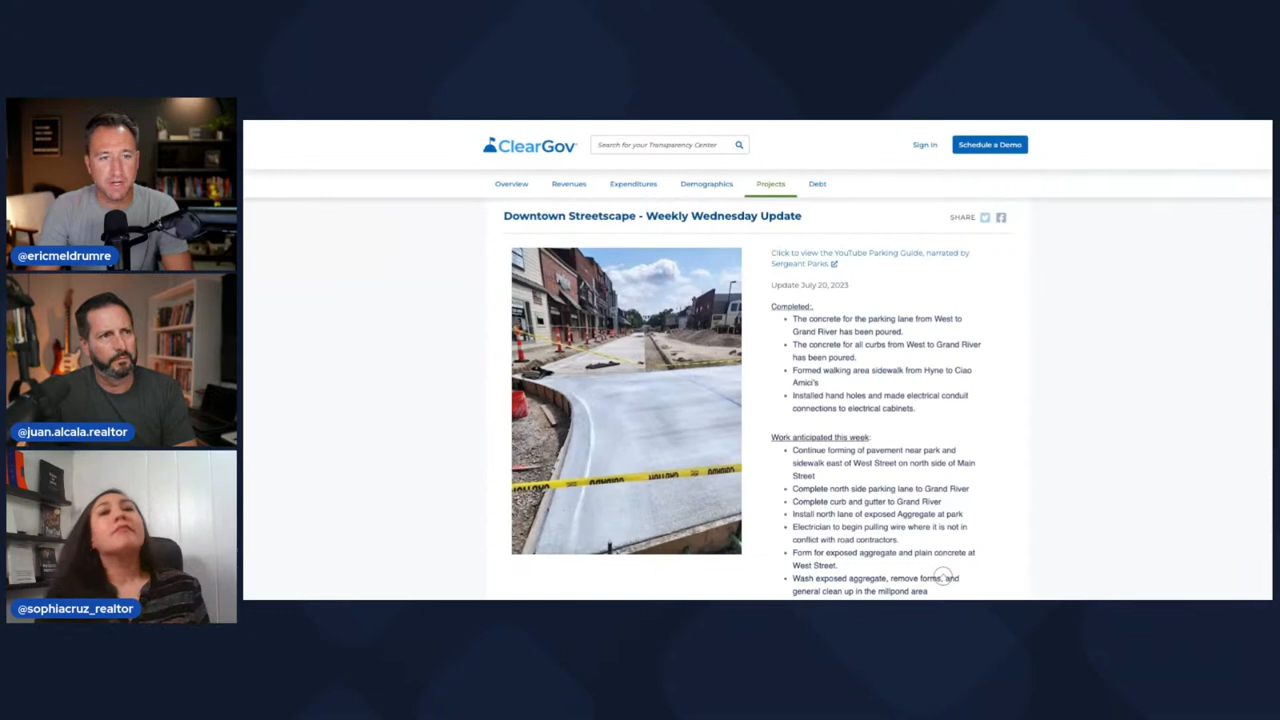 @ericmeldrumre
@juan.alcala.realtor
@sophiacruz_realtor
ClearGov
Search for your Transparency Center
Sign In
Schedule a Demo
Overview
Revenues
Expenditures
Demographics
Projects
Debt
Downtown Streetscape - Weekly Wednesday Update
SHARE
Click to view the YouTube Parking Guide, narrated by
Sergeant Parks.
Update July 20, 2023
Completed:
The concrete for the parking lane from West to
Grand River has been poured.
The concrete for all curbs from West to Grand River
has been poured.
Formed walking area sidewalk from Hyne to Ciao
Amici's
Installed hand holes and made electrical conduit
connections to electrical cabinets.
Work anticipated this week:
Continue forming of pavement near park and
sidewalk east of West Street on north side of Main
Street
Complete north side parking lane to Grand River
Complete curb and gutter to Grand River
Install north lane of exposed Aggregate at park
Electrician to begin pulling wire where it is not in
conflict with road contractors.
Form for exposed aggregate and plain concrete at
West Street.
Wash exposed aggregate, remove forms, and
general clean up in the millpond area